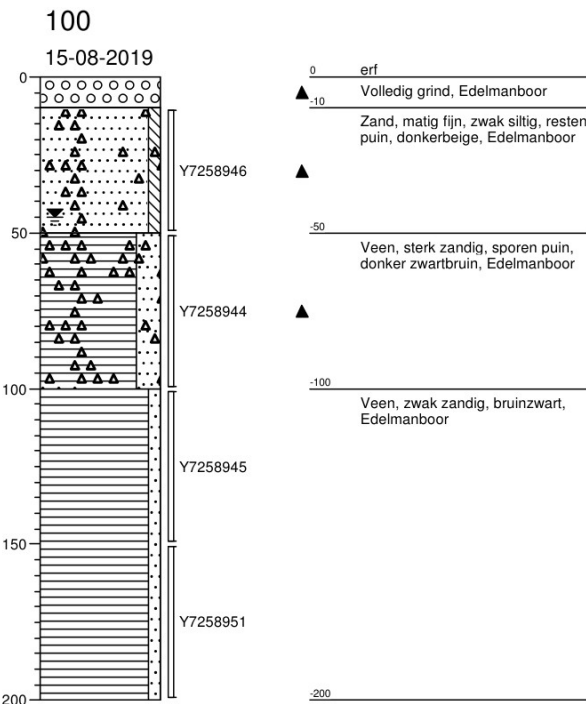 100
15-08-2019
0
50
100
150
200
Y7258946
Y7258944
Y7258945
Y7258951
0
erf
Volledig grind, Edelmanboor
-10
Zand, matig fijn, zwak siltig, resten
puin, donkerbeige, Edelmanboor
-50
Veen, sterk zandig, sporen puin,
donker zwartbruin, Edelmanboor
-100
Veen, zwak zandig, bruinzwart,
Edelmanboor
-200